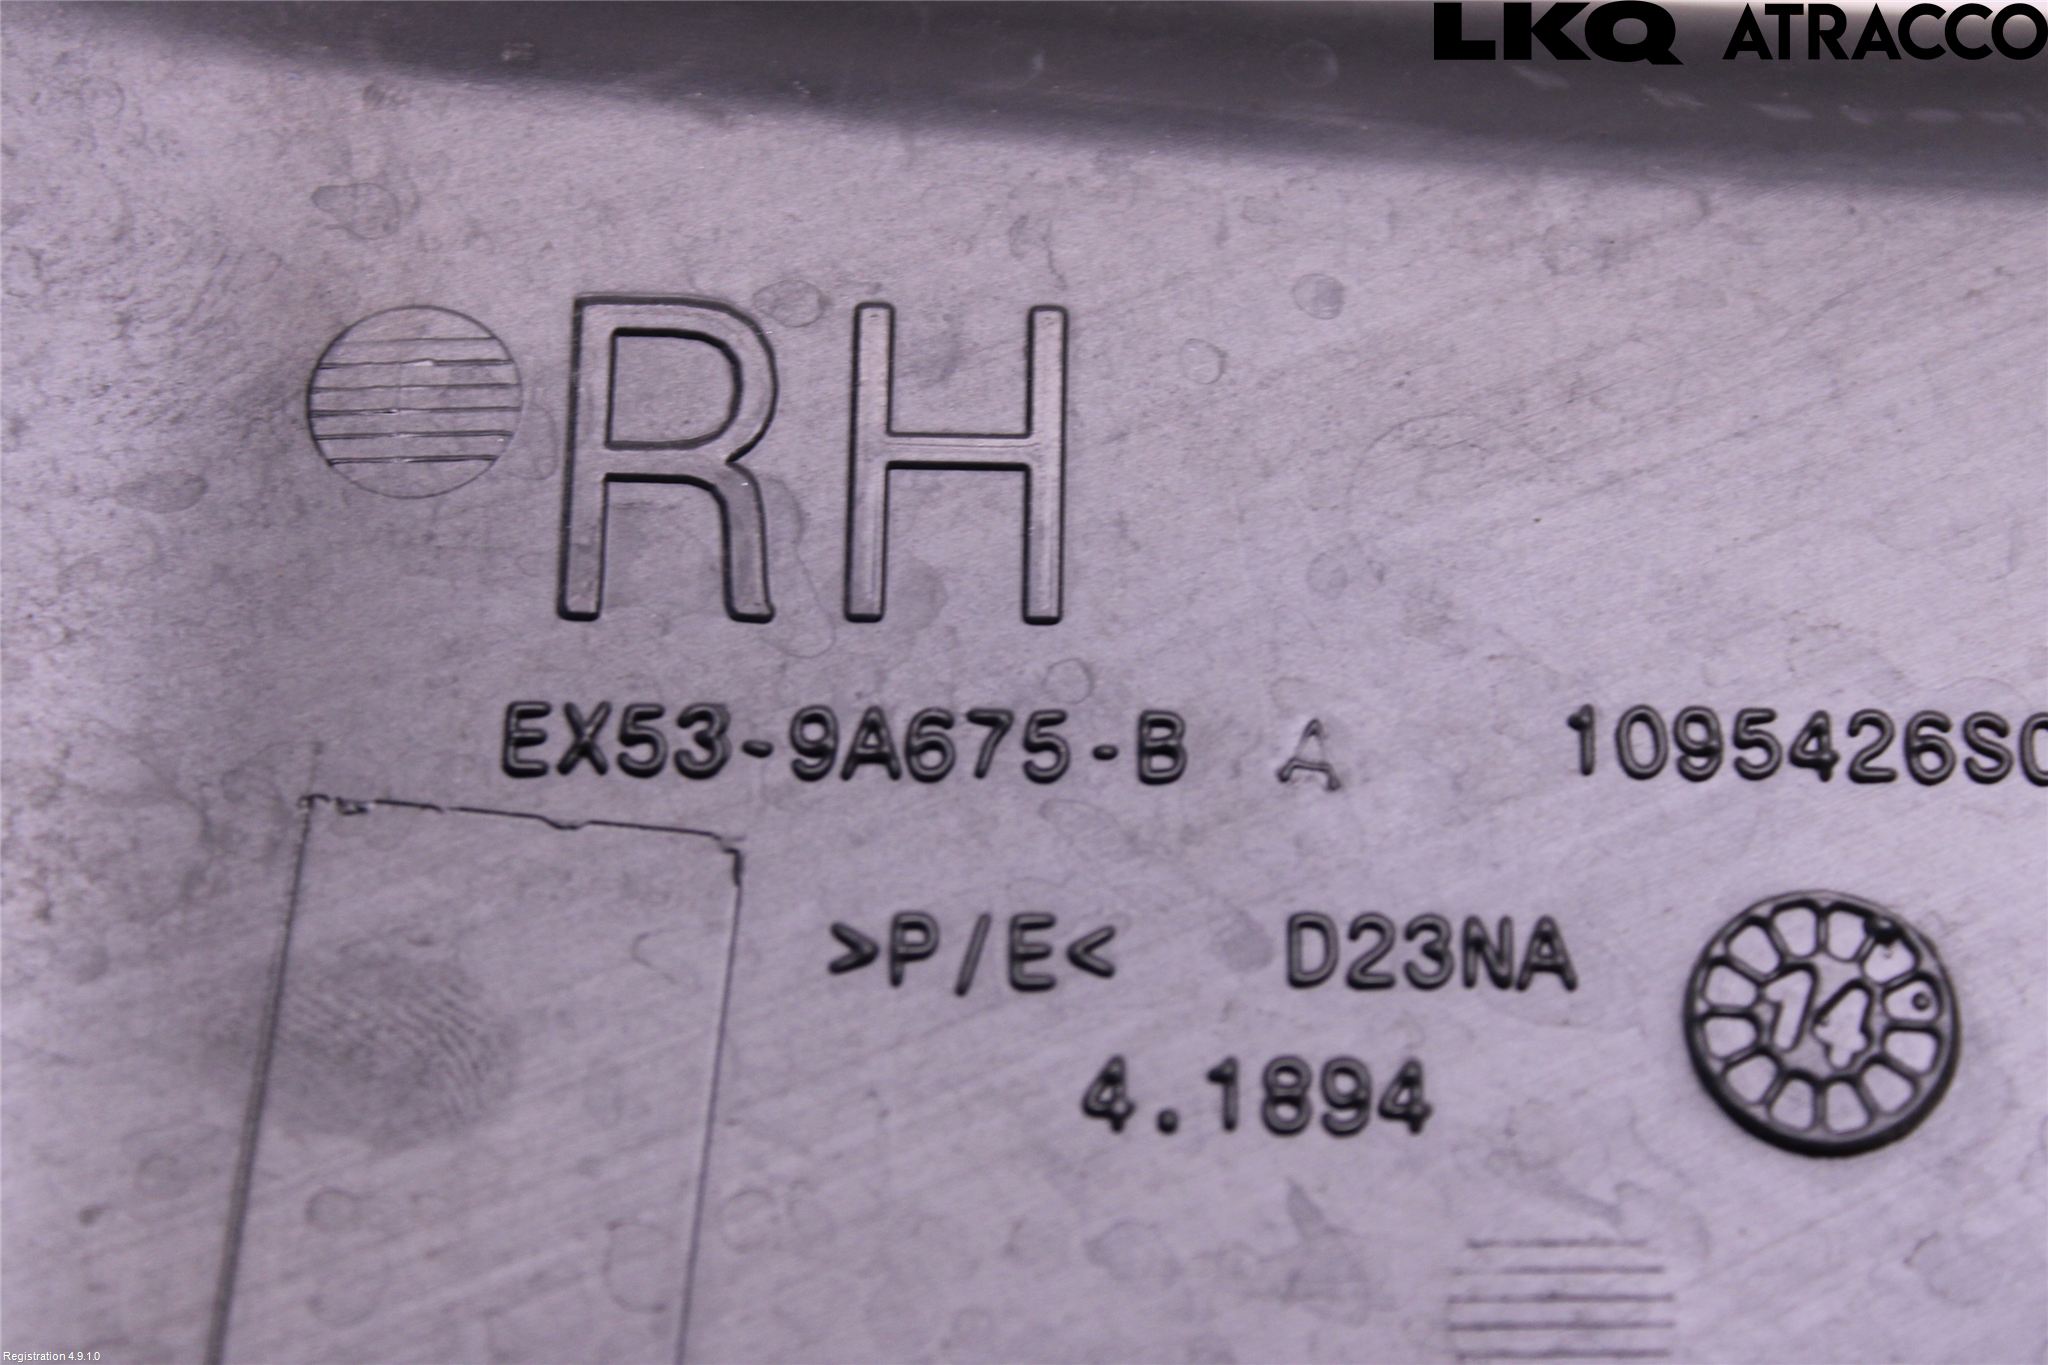 LKQ ATRACCO
RH
EX53-9A675-B A 1095426S0
>P/E< D23NA
14
4.1894
Registration 4.9.1.0